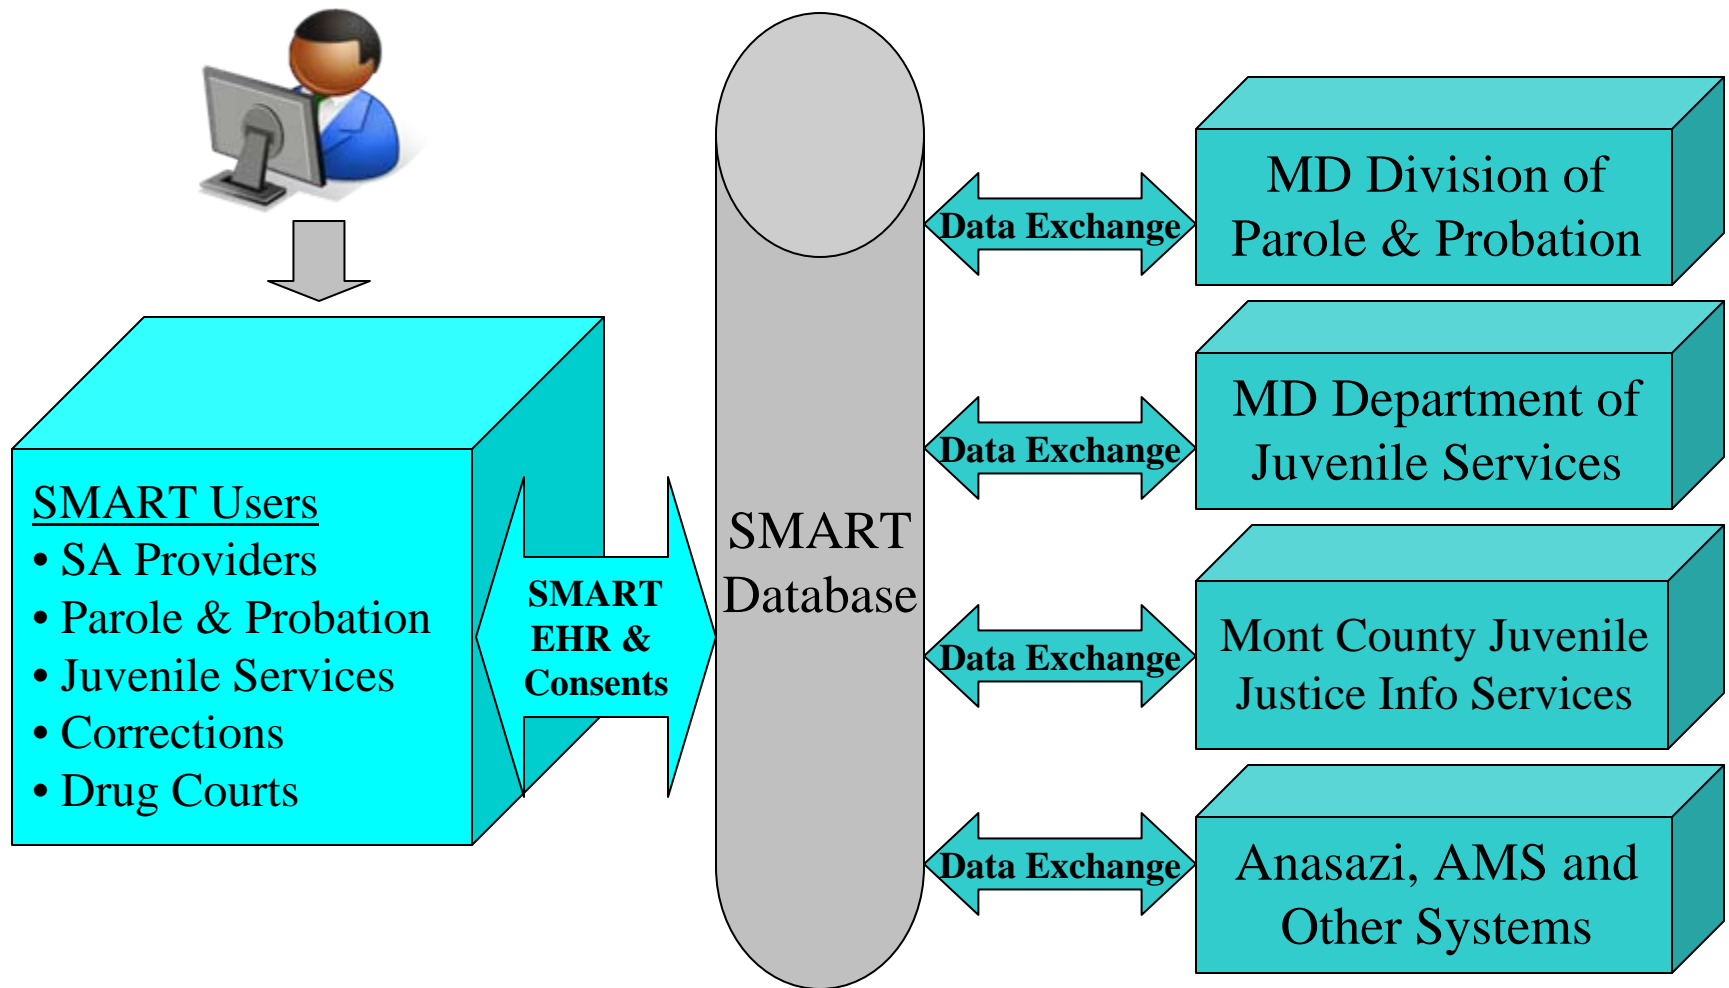 SMART Users
• SA Providers
• Parole & Probation
• Juvenile Services
• Corrections
• Drug Courts
SMART
EHR &
Consents
SMART
Database
Data Exchange
MD Division of
Parole & Probation
Data Exchange
MD Department of
Juvenile Services
Data Exchange
Mont County Juvenile
Justice Info Services
Data Exchange
Anasazi, AMS and
Other Systems